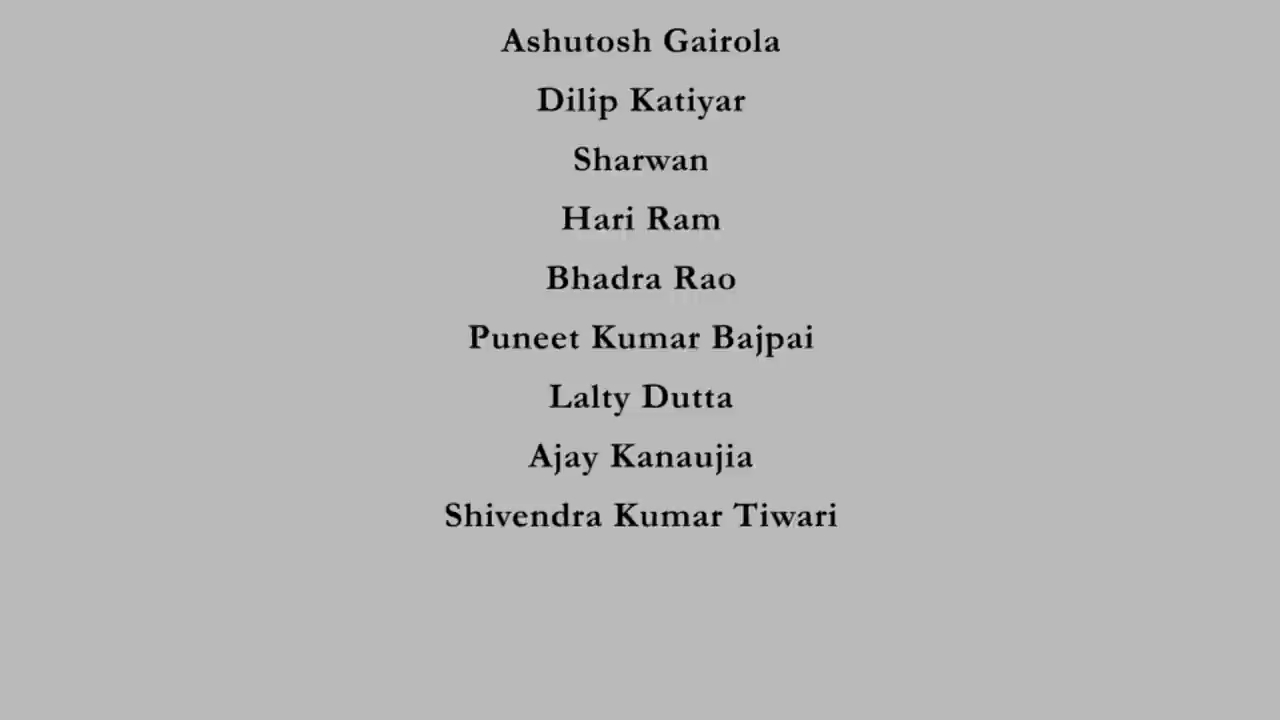 Ashutosh Gairola
Dilip Katiyar
Sharwan
Hari Ram
Bhadra Rao
Puneet Kumar Bajpai
Lalty Dutta
Ajay Kanaujia
Shivendra Kumar Tiwari